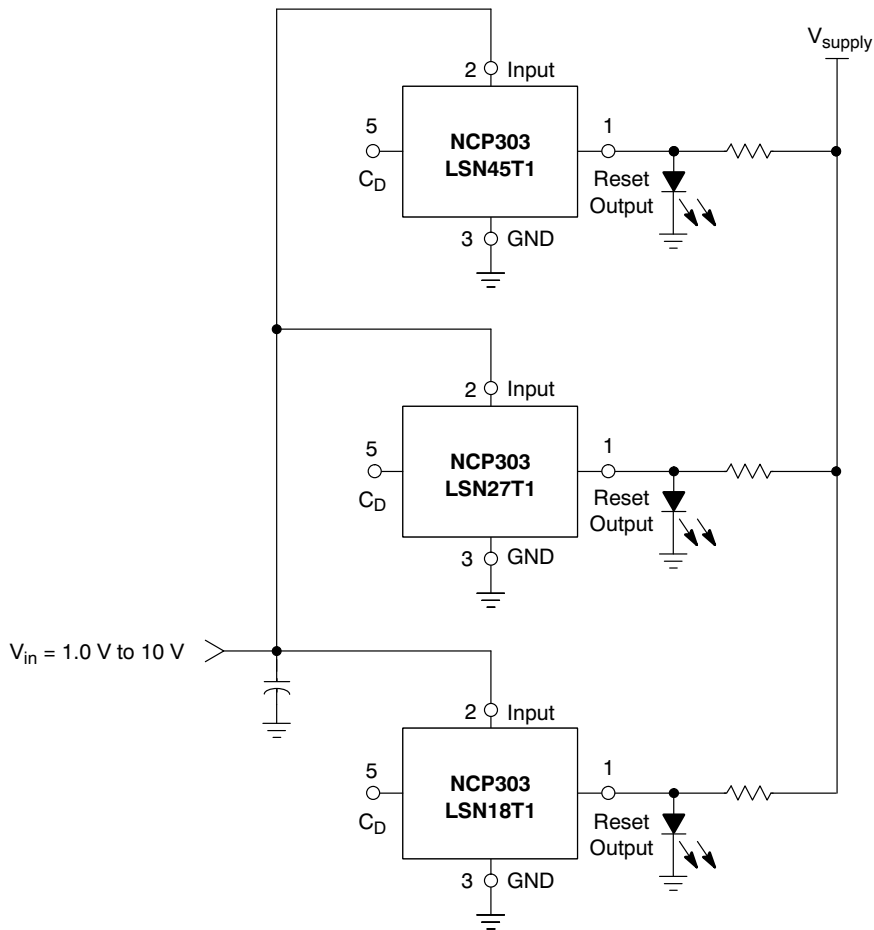 V_supply
2 Input
5
C_D
NCP303
LSN45T1
1
Reset
Output
3 GND
2 Input
5
C_D
NCP303
LSN27T1
1
Reset
Output
3 GND
V_in = 1.0 V to 10 V
2 Input
5
C_D
NCP303
LSN18T1
1
Reset
Output
3 GND